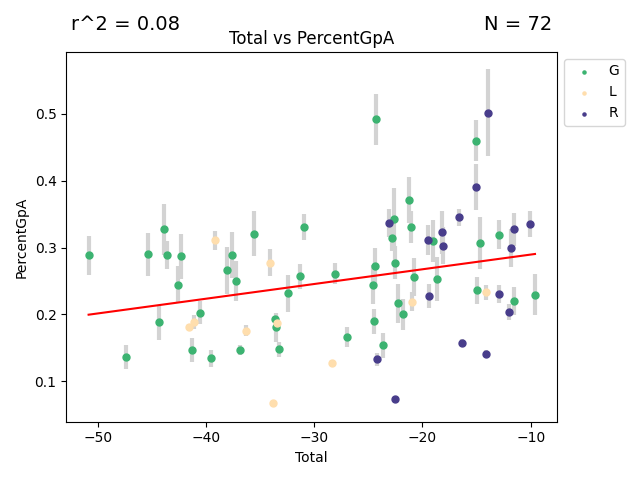 r^2 = 0.08
N = 72
Total vs PercentGpA
G
L
R
0.5
0.4
0.3
0.2
0.1
PercentGpA
−50
−40
−30
−20
−10
Total